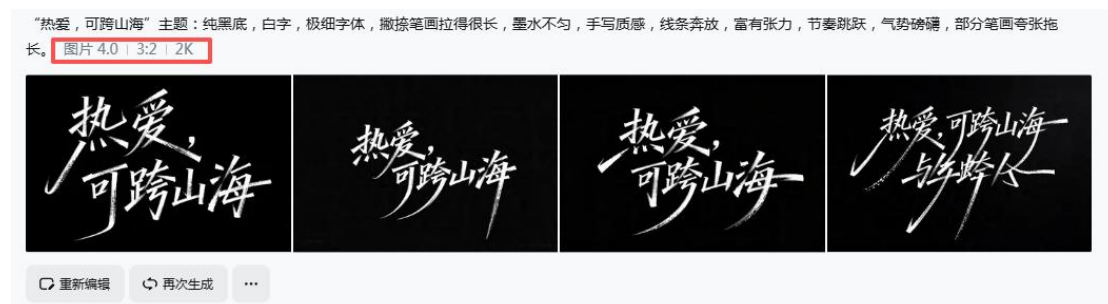 “热爱，可跨山海”主题：纯黑底，白字，极细字体，撇捺笔画拉得很长，墨水不匀，手写质感，线条奔放，富有张力，节奏跳跃，气势磅礴，部分笔画夸张拖
长。 图片 4.0 | 3:2 | 2K
热爱，
可跨山海
热爱，
可跨山海
热爱，
可跨山海
热爱，可跨山海
重新编辑 再次生成 ...